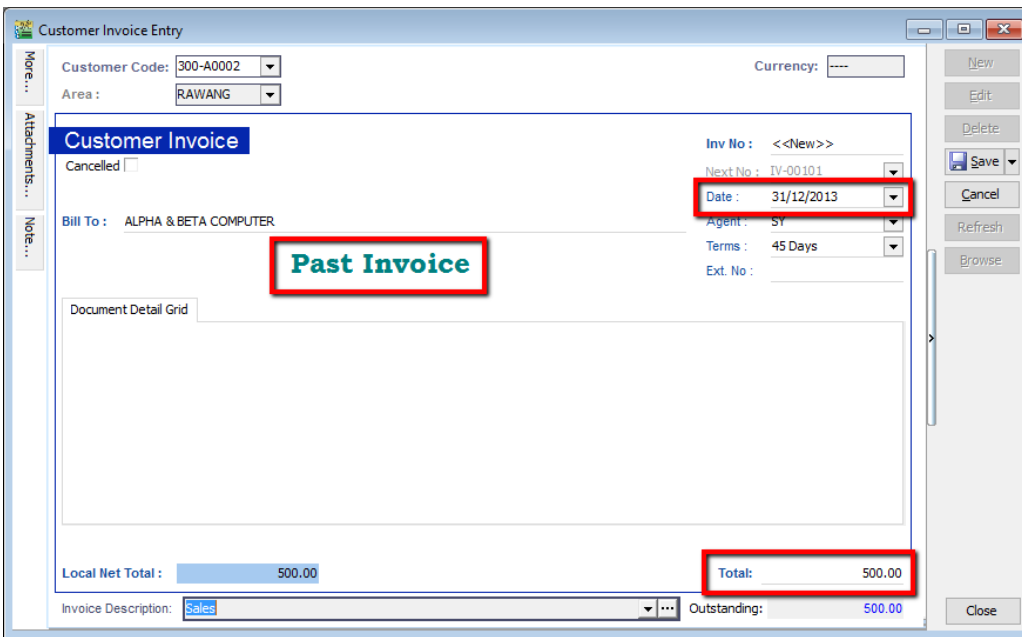 Customer Invoice Entry
More...
Attachments...
Note...
Customer Code: 300-A0002
Currency: ----
Area : RAWANG
Customer Invoice
Cancelled
Inv No : <<New>>
Next No : IV-00101
Date : 31/12/2013
Bill To : ALPHA & BETA COMPUTER
Agent : SY
Terms : 45 Days
Ext. No :
Past Invoice
Document Detail Grid
Local Net Total : 500.00
Total: 500.00
Invoice Description: Sales
Outstanding: 500.00
New
Edit
Delete
Save
Cancel
Refresh
Browse
Close